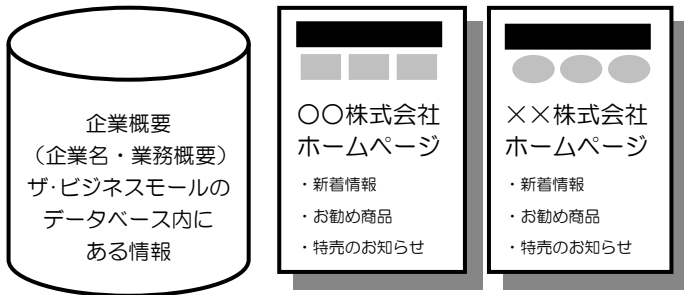 企業概要
（企業名・業務概要）
ザ・ビジネスモールの
データベース内に
ある情報
〇〇株式会社
ホームページ
・新着情報
・お勧め商品
・特売のお知らせ
××株式会社
ホームページ
・新着情報
・お勧め商品
・特売のお知らせ